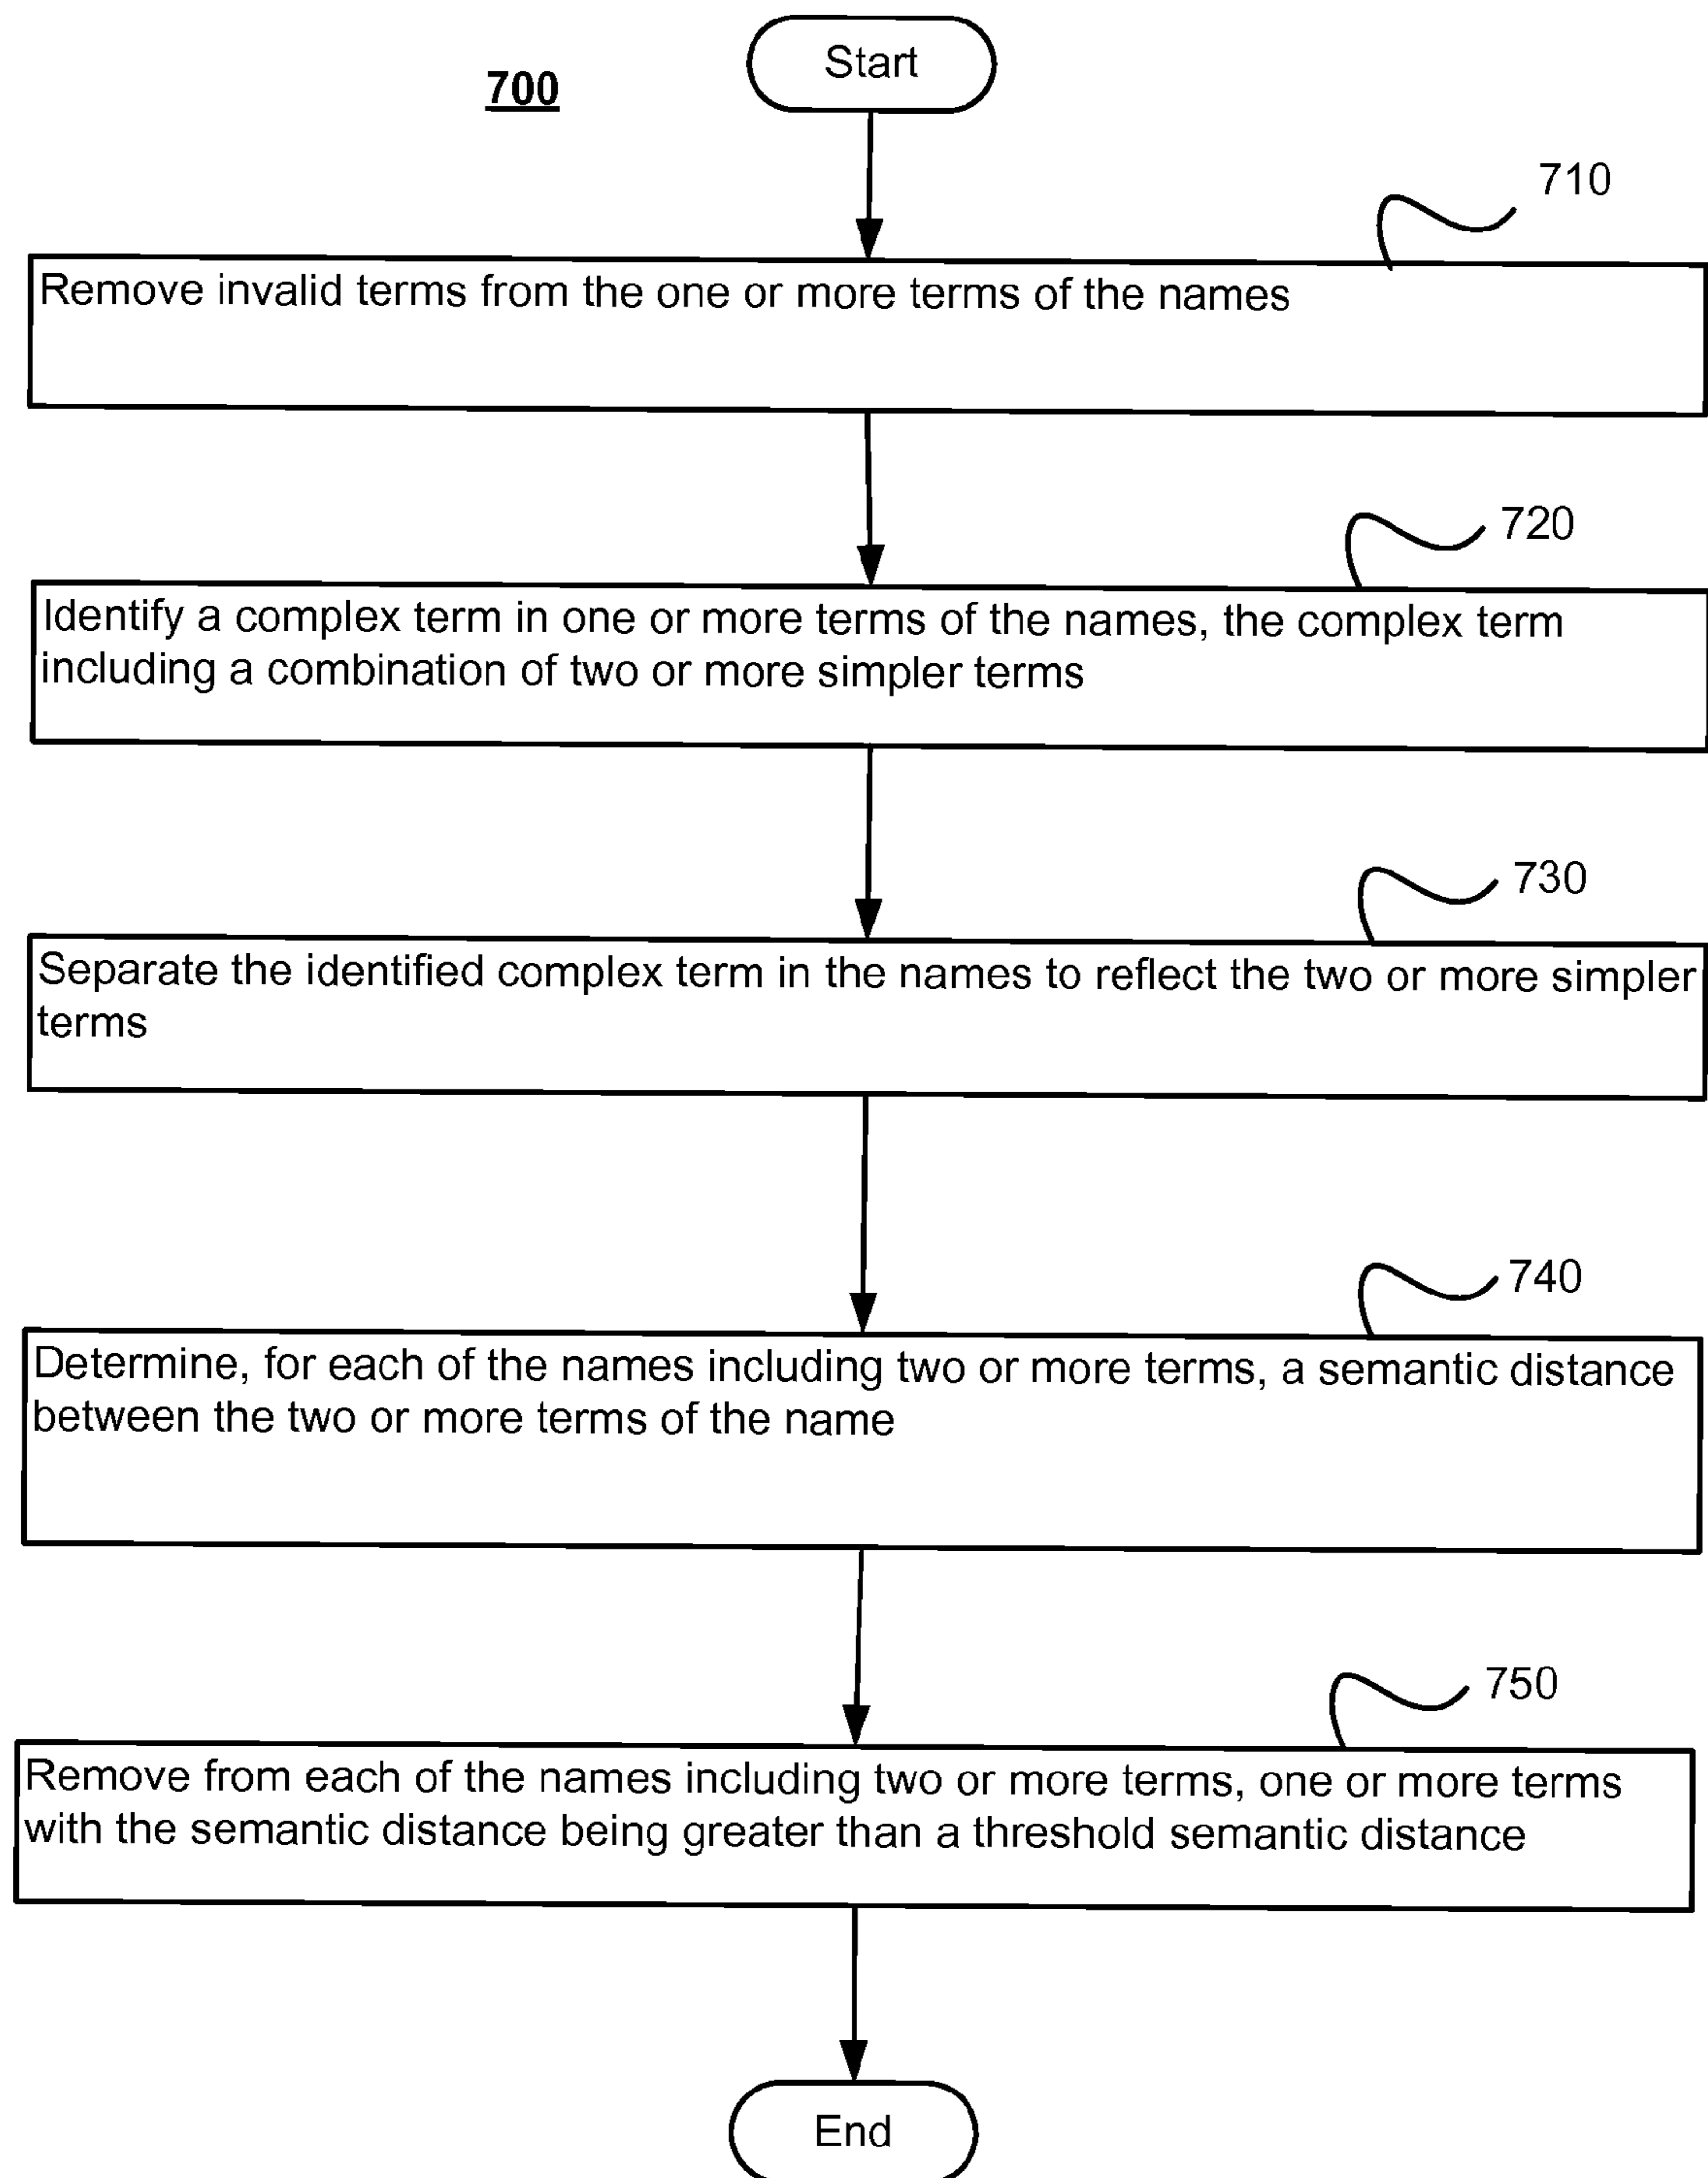 Start
700
710
Remove invalid terms from the one or more terms of the names
720
Identify a complex term in one or more terms of the names, the complex term
including a combination of two or more simpler terms
730
Separate the identified complex term in the names to reflect the two or more simpler
terms
740
Determine, for each of the names including two or more terms, a semantic distance
between the two or more terms of the name
750
Remove from each of the names including two or more terms, one or more terms
with the semantic distance being greater than a threshold semantic distance
End